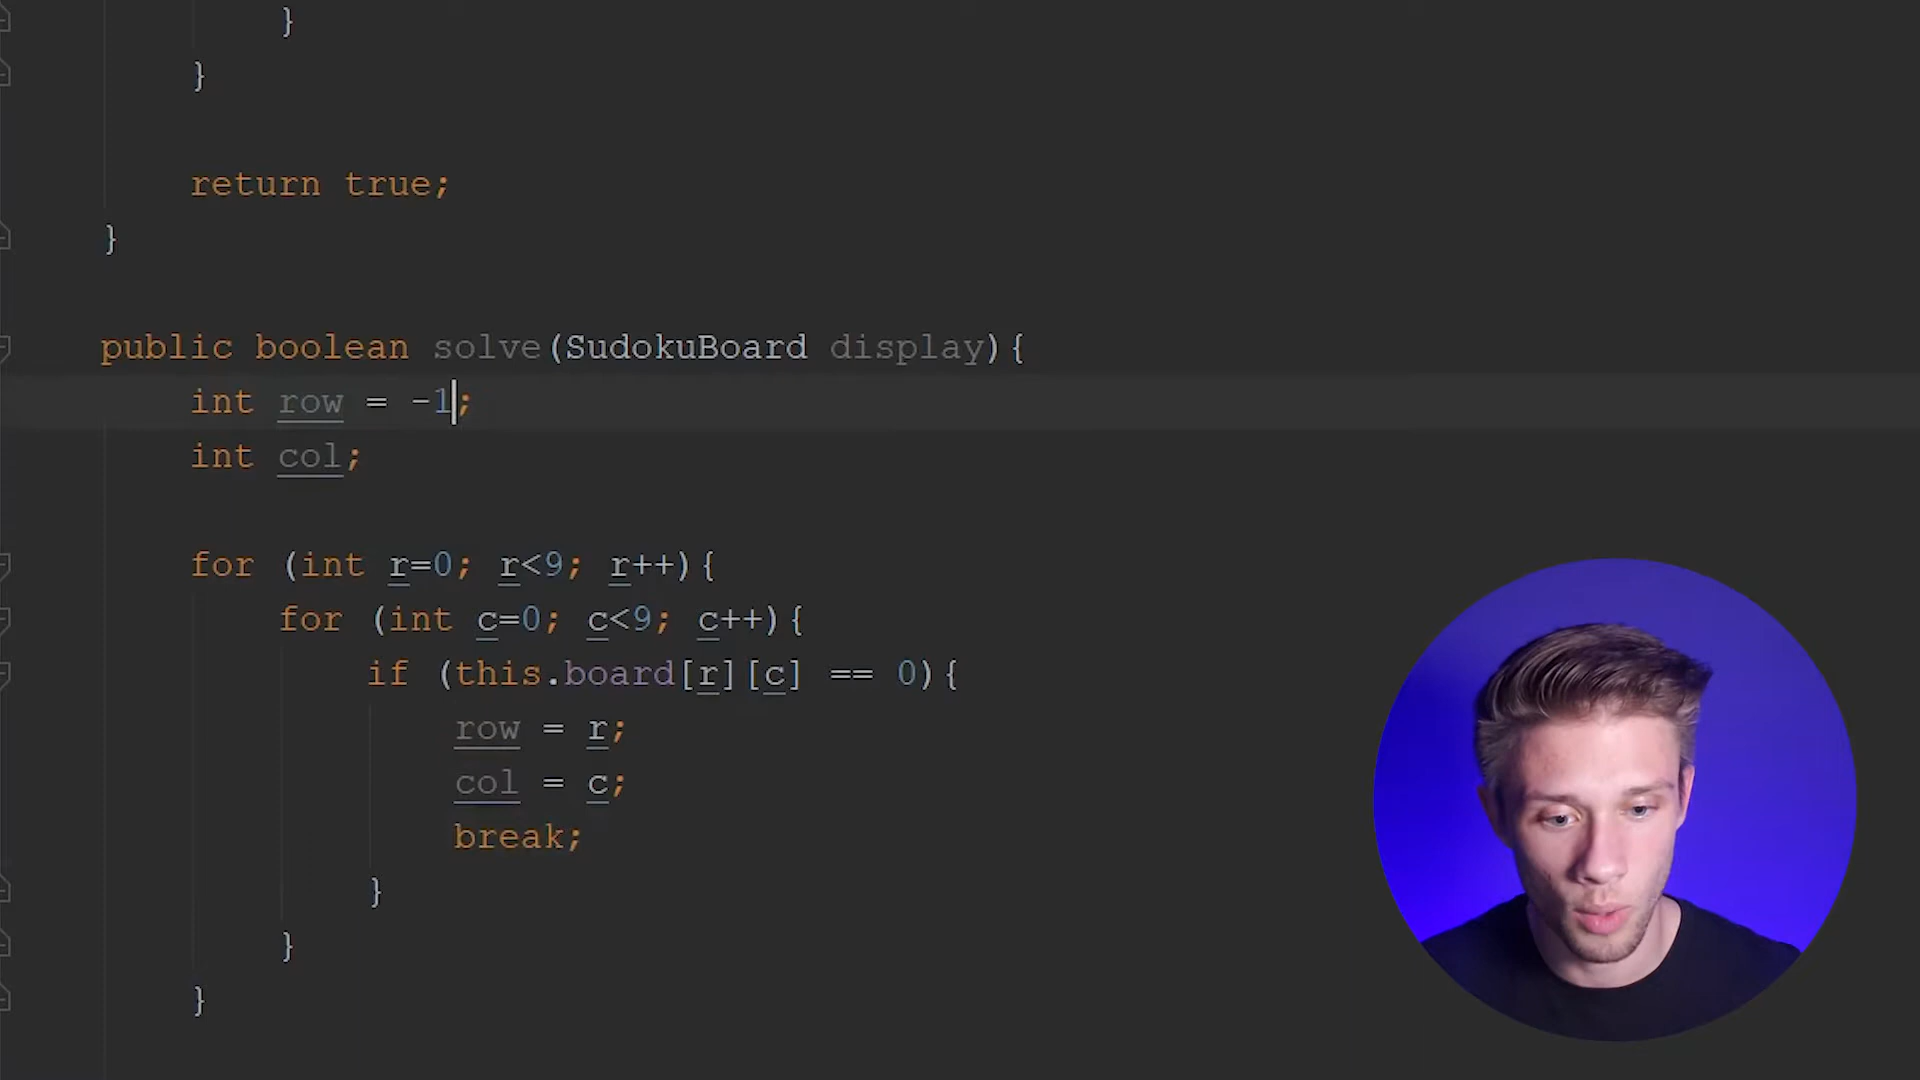 }
}
return true;
}
public boolean solve(SudokuBoard display){
int row = -1;
int col;
for (int r=0; r<9; r++){
for (int c=0; c<9; c++){
if (this.board[r][c] == 0){
row = r;
col = c;
break;
}
}
}